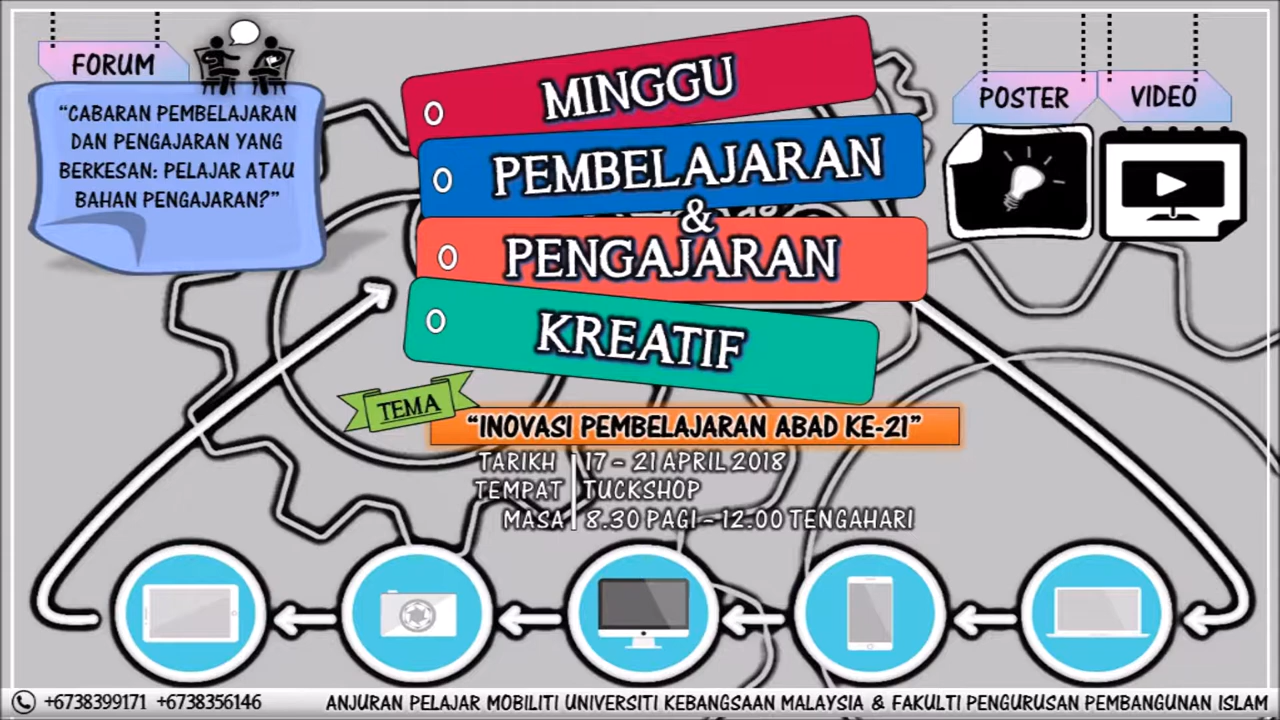 FORUM
"CABARAN PEMBELAJARAN
DAN PENGAJARAN YANG
BERKESAN: PELAJAR ATAU
BAHAN PENGAJARAN?"
MINGGU
PEMBELAJARAN
&
PENGAJARAN
KREATIF
POSTER
VIDEO
TEMA
"INOVASI PEMBELAJARAN ABAD KE-21"
TARIKH | 17 - 21 APRIL 2018
TEMPAT | TUCKSHOP
MASA | 8.30 PAGI - 12.00 TENGAHARI
+6738399171 +6738356146
ANJURAN PELAJAR MOBILITI UNIVERSITI KEBANGSAAN MALAYSIA & FAKULTI PENGURUSAN PEMBANGUNAN ISLAM